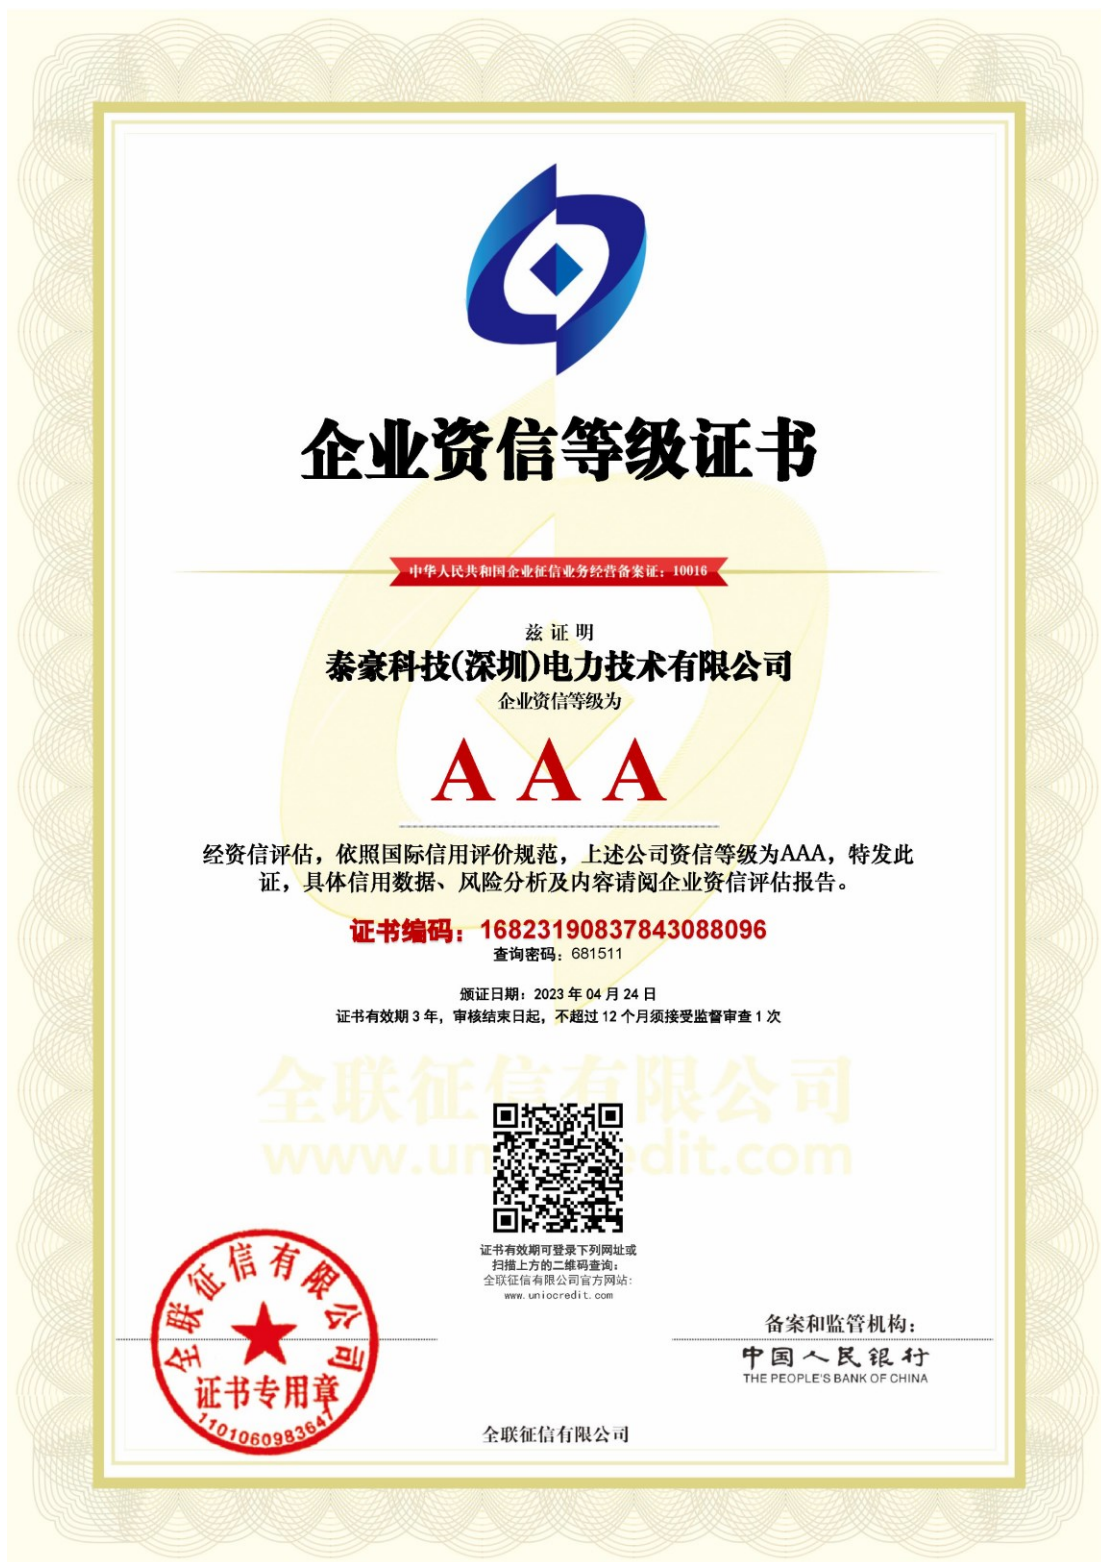 企业资信等级证书
中华人民共和国企业征信业务经营备案证：10016
兹证明
泰豪科技(深圳)电力技术有限公司
企业资信等级为
AAA
经资信评估，依照国际信用评价规范，上述公司资信等级为AAA，特发此
证，具体信用数据、风险分析及内容请阅企业资信评估报告。
证书编码：16823190837843088096
查询密码：681511
颁证日期：2023 年 04 月 24 日
证书有效期 3 年，审核结束日起，不超过 12 个月须接受监督审查 1 次
全联征信有限公司
www.uniocredit.com
证书有效期可登录下列网址或
扫描上方的二维码查询：
全联征信有限公司官方网站：
www.uniocredit.com
全联征信有限公司
证书专用章
1101060983647
备案和监管机构：
中国人民银行
THE PEOPLE'S BANK OF CHINA
全联征信有限公司